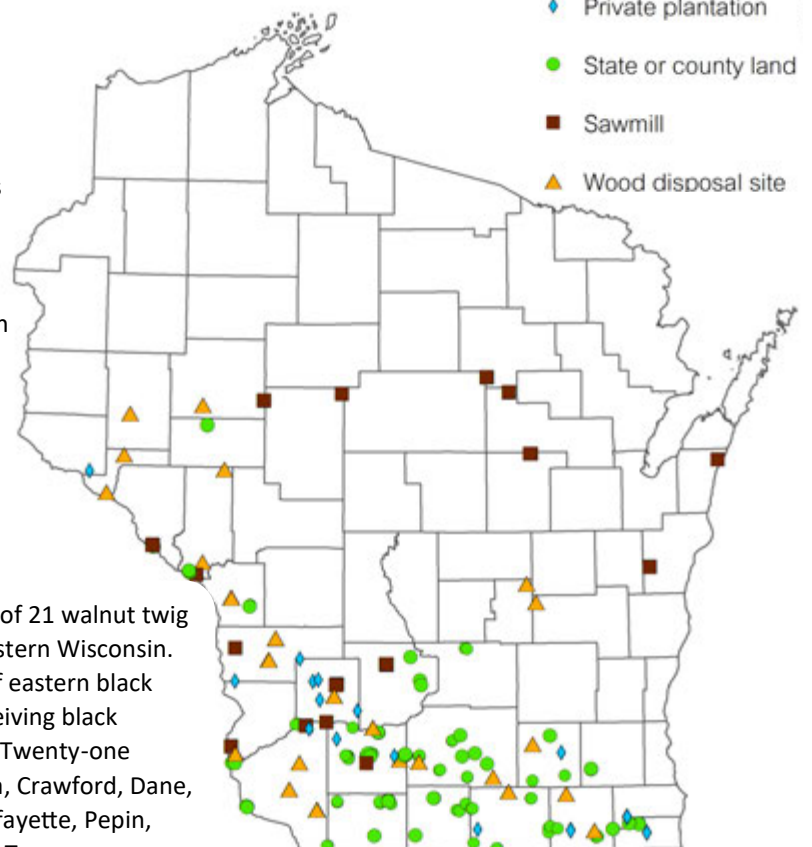 Private plantation
State or county land
Sawmill
Wood disposal site
of 21 walnut twig
stern Wisconsin.
eastern black
eiving black
Twenty-one
Crawford, Dane,
fayette, Pepin,